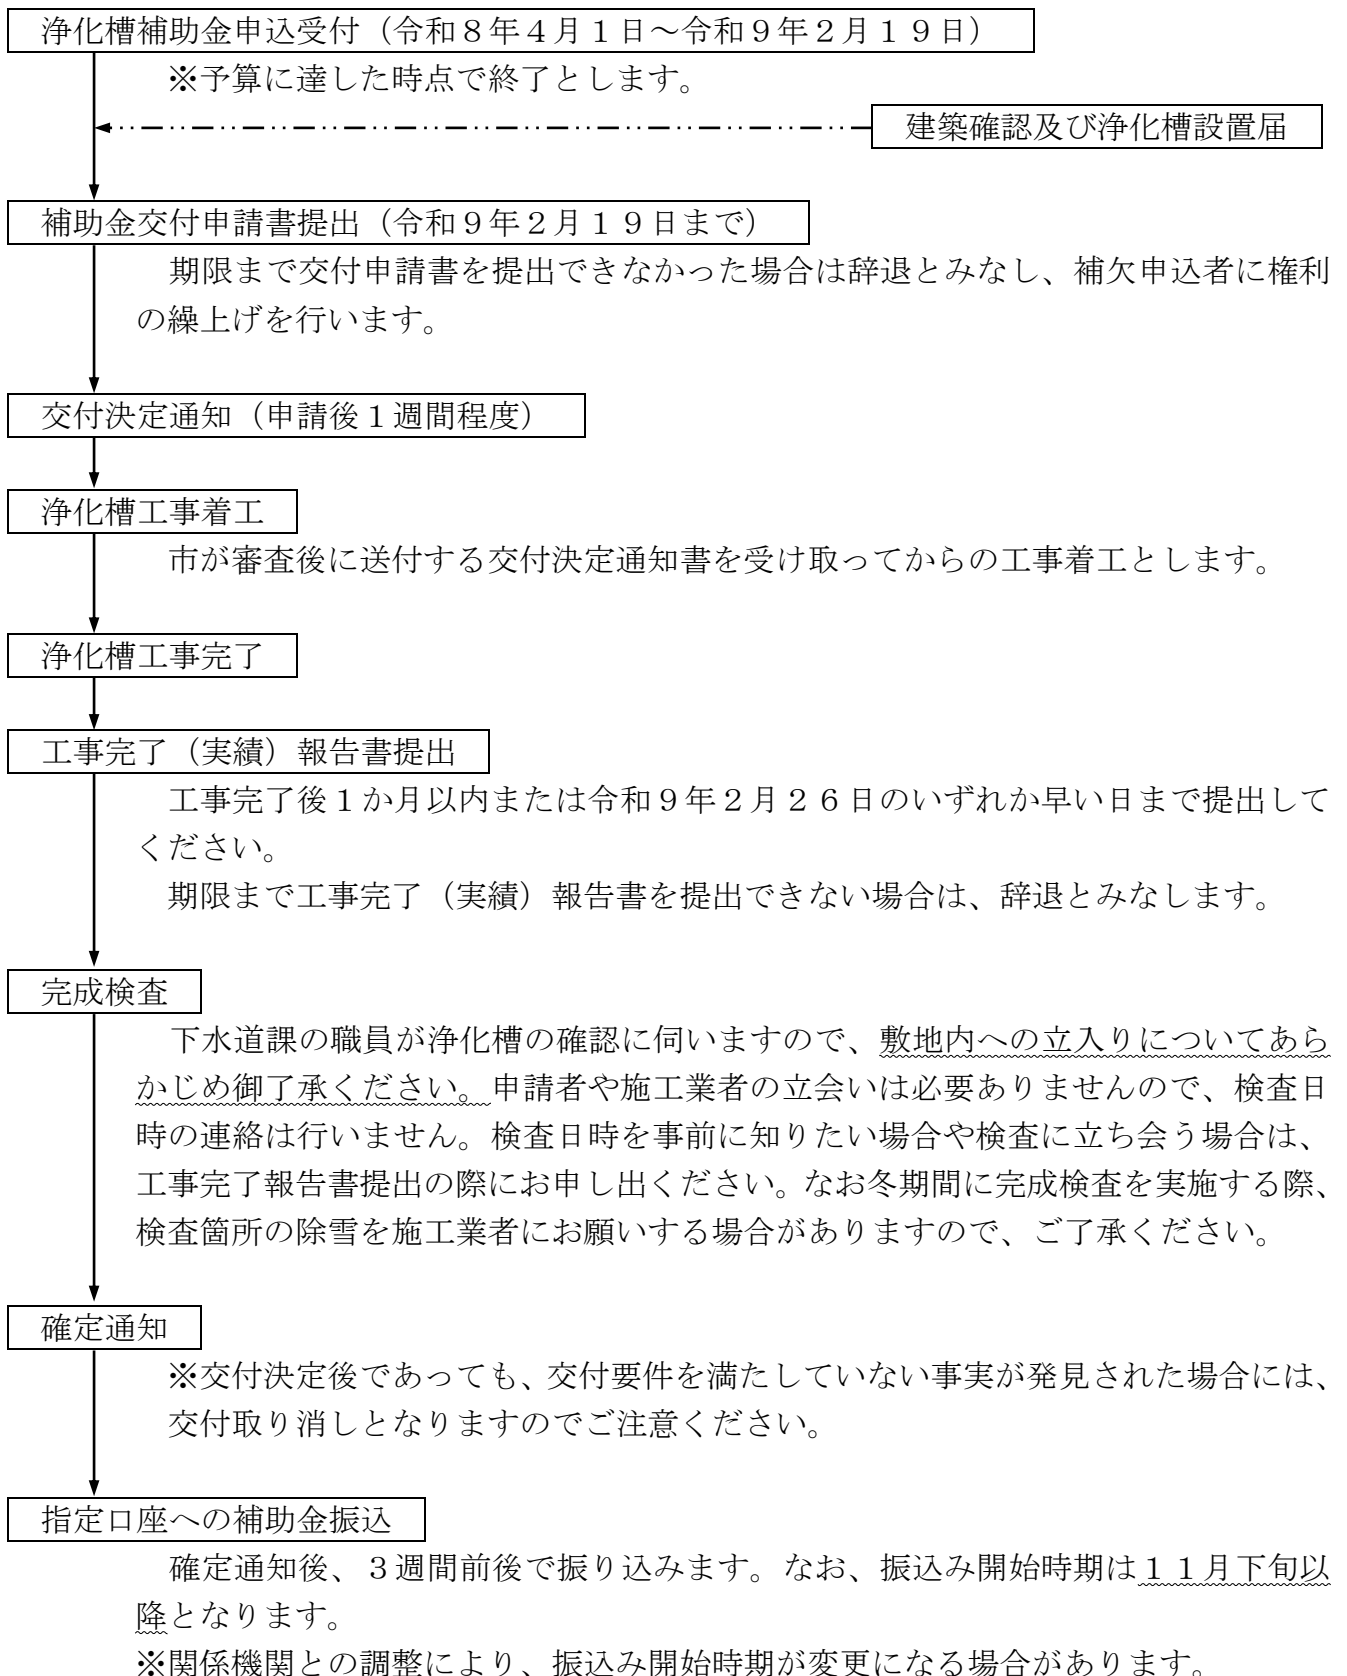 浄化槽補助金申込受付（令和８年４月１日～令和９年２月１９日）
※予算に達した時点で終了とします。
建築確認及び浄化槽設置届
補助金交付申請書提出（令和９年２月１９日まで）
期限まで交付申請書を提出できなかった場合は辞退とみなし、補欠申込者に権利
の繰上げを行います。
交付決定通知（申請後１週間程度）
浄化槽工事着工
市が審査後に送付する交付決定通知書を受け取ってからの工事着工とします。
浄化槽工事完了
工事完了（実績）報告書提出
工事完了後１か月以内または令和９年２月２６日のいずれか早い日まで提出して
ください。
期限まで工事完了（実績）報告書を提出できない場合は、辞退とみなします。
完成検査
下水道課の職員が浄化槽の確認に伺いますので、敷地内への立入りについてあら
かじめ御了承ください。申請者や施工業者の立会いは必要ありませんので、検査日
時の連絡は行いません。検査日時を事前に知りたい場合や検査に立ち会う場合は、
工事完了報告書提出の際にお申し出ください。なお冬期間に完成検査を実施する際、
検査箇所の除雪を施工業者にお願いする場合がありますので、ご了承ください。
確定通知
※交付決定後であっても、交付要件を満たしていない事実が発見された場合には、
交付取り消しとなりますのでご注意ください。
指定口座への補助金振込
確定通知後、３週間前後で振り込みます。なお、振込み開始時期は１１月下旬以
降となります。
※関係機関との調整により、振込み開始時期が変更になる場合があります。